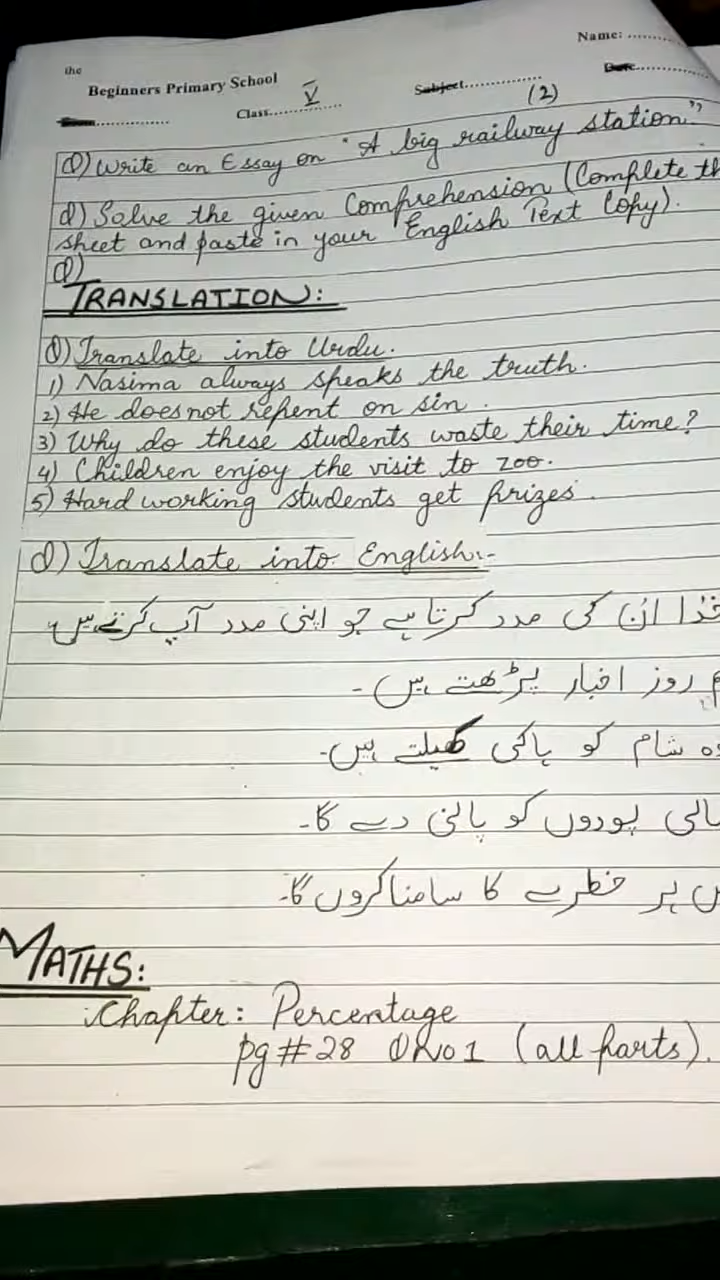 the
Name: ........
Beginners Primary School
Class........ V
Subject............
Date............
(2)
Q) Write an Essay on "A big railway station"
Q) Solve the given Comprehension (Complete th
sheet and paste in your English Text Copy).
Q)
TRANSLATION:
Q) Translate into Urdu.
1) Nasima always speaks the truth.
2) He does not repent on sin.
3) Why do these students waste their time?
4) Children enjoy the visit to zoo.
5) Hard working students get prizes.
Q) Translate into English:-
خدا ان کی مدد کرتا ہے جو اپنی مدد آپ کرتے ہیں
روز اخبار پڑھتے ہیں۔
شام کو ہاکی کھیلتے ہیں۔
مالی پودوں کو پانی دے گا۔
ہر خطرے کا سامنا کروں گا۔
MATHS:
Chapter: Percentage
pg # 28 Q No 1 (all parts).